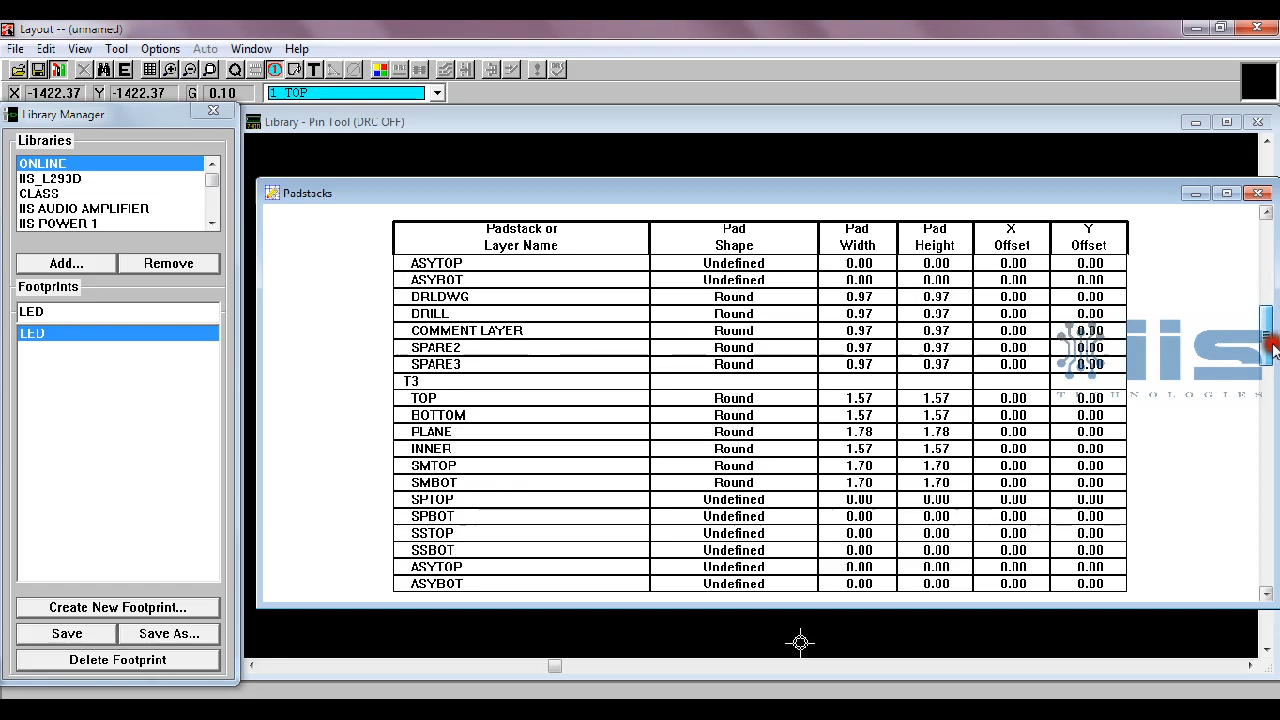 Layout -- (unnamed)
File Edit View Tool Options Auto Window Help
X -1422.37 Y -1422.37 G 0.10 1 TOP
Library Manager
Libraries
ONLINE
IIS_L293D
CLASS
IIS AUDIO AMPLIFIER
IIS POWER 1
Add... Remove
Footprints
LED
LED
Create New Footprint...
Save Save As...
Delete Footprint
Library - Pin Tool (DRC OFF)
Padstacks
Padstack or Layer Name Pad Shape Pad Width Pad Height X Offset Y Offset
ASYTOP Undefined 0.00 0.00 0.00 0.00
ASYBOT Undefined 0.00 0.00 0.00 0.00
DRLDWG Round 0.97 0.97 0.00 0.00
DRILL Round 0.97 0.97 0.00 0.00
COMMENT LAYER Round 0.97 0.97 0.00 0.00
SPARE2 Round 0.97 0.97 0.00 0.00
SPARE3 Round 0.97 0.97 0.00 0.00
T3
TOP Round 1.57 1.57 0.00 0.00
BOTTOM Round 1.57 1.57 0.00 0.00
PLANE Round 1.78 1.78 0.00 0.00
INNER Round 1.57 1.57 0.00 0.00
SMTOP Round 1.70 1.70 0.00 0.00
SMBOT Round 1.70 1.70 0.00 0.00
SPTOP Undefined 0.00 0.00 0.00 0.00
SPBOT Undefined 0.00 0.00 0.00 0.00
SSTOP Undefined 0.00 0.00 0.00 0.00
SSBOT Undefined 0.00 0.00 0.00 0.00
ASYTOP Undefined 0.00 0.00 0.00 0.00
ASYBOT Undefined 0.00 0.00 0.00 0.00
iis
TECHNOLOGIES